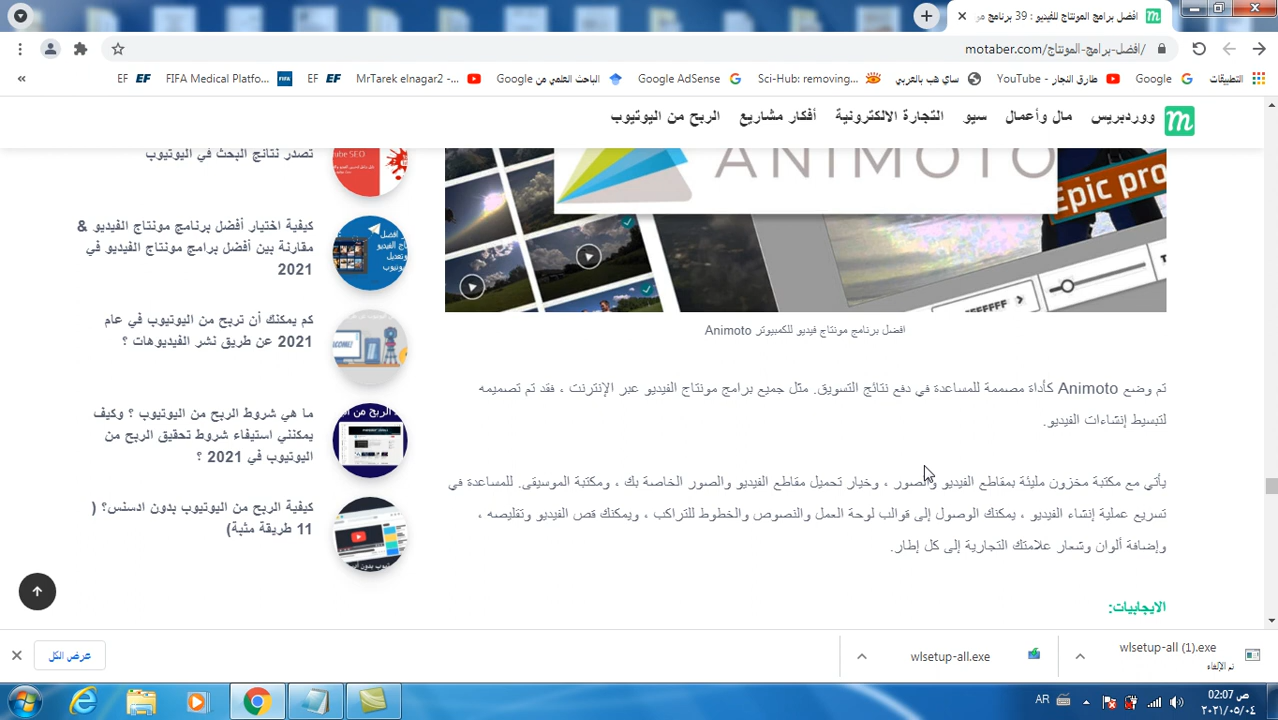 افضل برامج المونتاج للفيديو : 39 برنامج مو
motaber.com/افضل-برامج-المونتاج/
التطبيقات
Google
طارق النجار - YouTube
ساي هب بالعربي
Sci-Hub: removing...
Google AdSense
الباحث العلمي من Google
MrTarek elnagar2 -...
EF
FIFA Medical Platfo...
EF
«
ووردبريس
مال وأعمال
سيو
التجارة الالكترونية
أفكار مشاريع
الربح من اليوتيوب
ANIMOTO
Epic pro
افضل برنامج مونتاج فيديو للكمبيوتر Animoto
تم وضع Animoto كأداة مصممة للمساعدة في دفع نتائج التسويق. مثل جميع برامج مونتاج الفيديو عبر الإنترنت ، فقد تم تصميمه
لتبسيط إنشاءات الفيديو.
يأتي مع مكتبة مخزون مليئة بمقاطع الفيديو والصور ، وخيار تحميل مقاطع الفيديو والصور الخاصة بك ، ومكتبة الموسيقى. للمساعدة في
تسريع عملية إنشاء الفيديو ، يمكنك الوصول إلى قوالب لوحة العمل والنصوص والخطوط للتراكب ، ويمكنك قص الفيديو وتقليصه ،
وإضافة ألوان وشعار علامتك التجارية إلى كل إطار.
الايجابيات:
تصدر نتائج البحث في اليوتيوب
كيفية اختيار أفضل برنامج مونتاج الفيديو &
مقارنة بين أفضل برامج مونتاج الفيديو في
2021
كم يمكنك أن تربح من اليوتيوب في عام
2021 عن طريق نشر الفيديوهات ؟
ما هي شروط الربح من اليوتيوب ؟ وكيف
يمكنني استيفاء شروط تحقيق الربح من
اليوتيوب في 2021 ؟
كيفية الربح من اليوتيوب بدون ادسنس؟ (
11 طريقة مثبة)
wlsetup-all (1).exe
تم الإلغاء
wlsetup-all.exe
عرض الكل
AR
02:07 ص
٢٠٢١/٠٥/٠٤